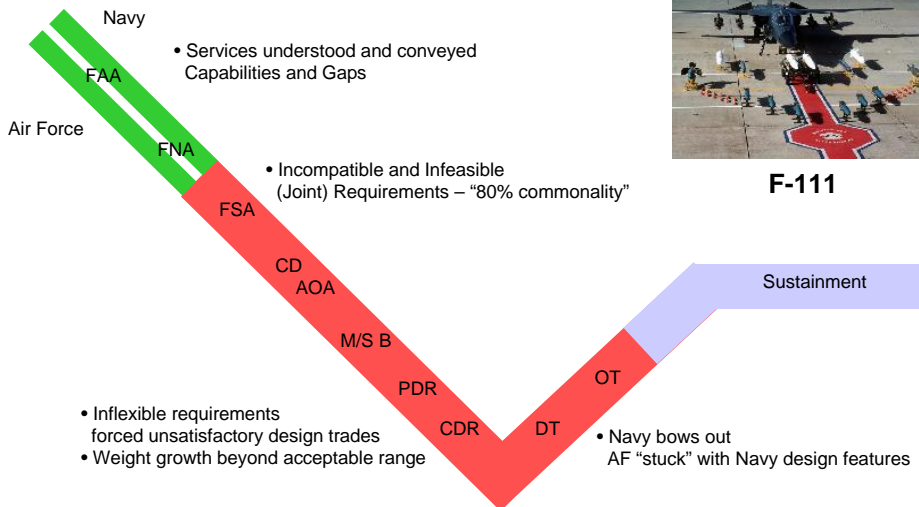 Navy
• Services understood and conveyed
Capabilities and Gaps
FAA
Air Force
FNA
F-111
• Incompatible and Infeasible
(Joint) Requirements – “80% commonality”
FSA
CD
AOA
Sustainment
M/S B
PDR
OT
• Inflexible requirements
forced unsatisfactory design trades
• Weight growth beyond acceptable range
CDR
DT
• Navy bows out
AF “stuck” with Navy design features